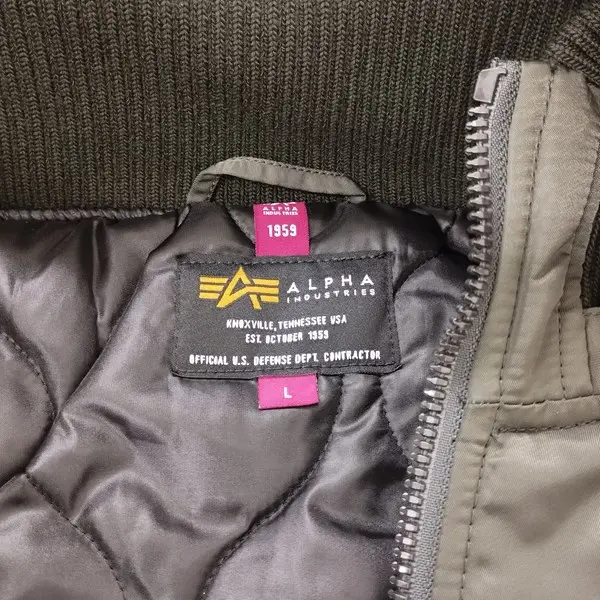 ALPHA
INDUSTRIES
1959
ALPHA
INDUSTRIES
KNOXVILLE, TENNESSEE USA
EST. OCTOBER 1959
OFFICIAL U.S. DEFENSE DEPT. CONTRACTOR
L